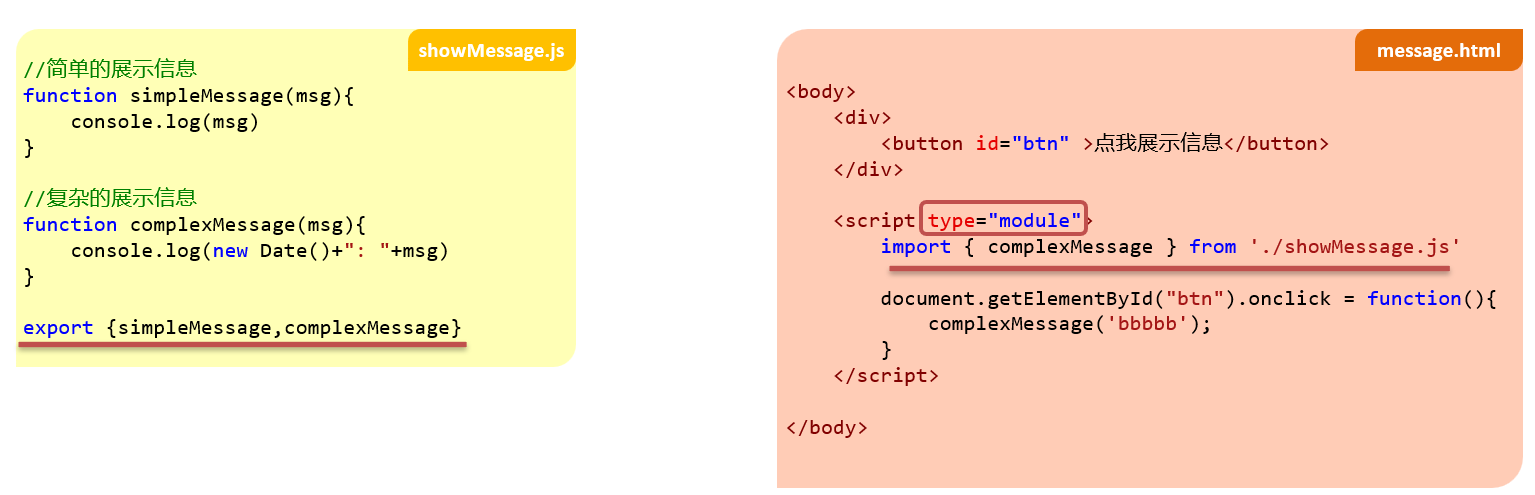 showMessage.js
//简单的展示信息
function simpleMessage(msg){
    console.log(msg)
}
//复杂的展示信息
function complexMessage(msg){
    console.log(new Date()+": "+msg)
}
export {simpleMessage,complexMessage}
message.html
<body>
    <div>
        <button id="btn" >点我展示信息</button>
    </div>
    <script type="module">
        import { complexMessage } from './showMessage.js'
        document.getElementById("btn").onclick = function(){
            complexMessage('bbbbb');
        }
    </script>
</body>